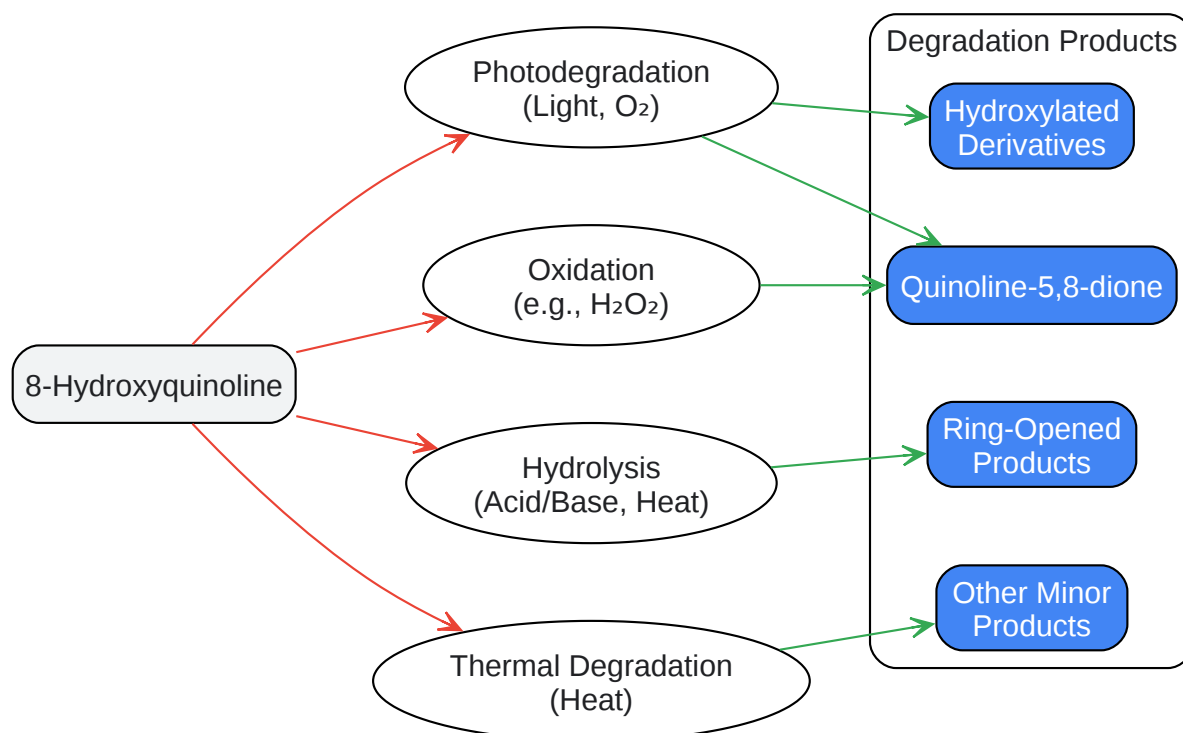 Degradation Products
Photodegradation
(Light, O₂)
Hydroxylated
Derivatives
Oxidation
(e.g., H₂O₂)
Quinoline-5,8-dione
8-Hydroxyquinoline
Hydrolysis
(Acid/Base, Heat)
Ring-Opened
Products
Other Minor
Products
Thermal Degradation
(Heat)